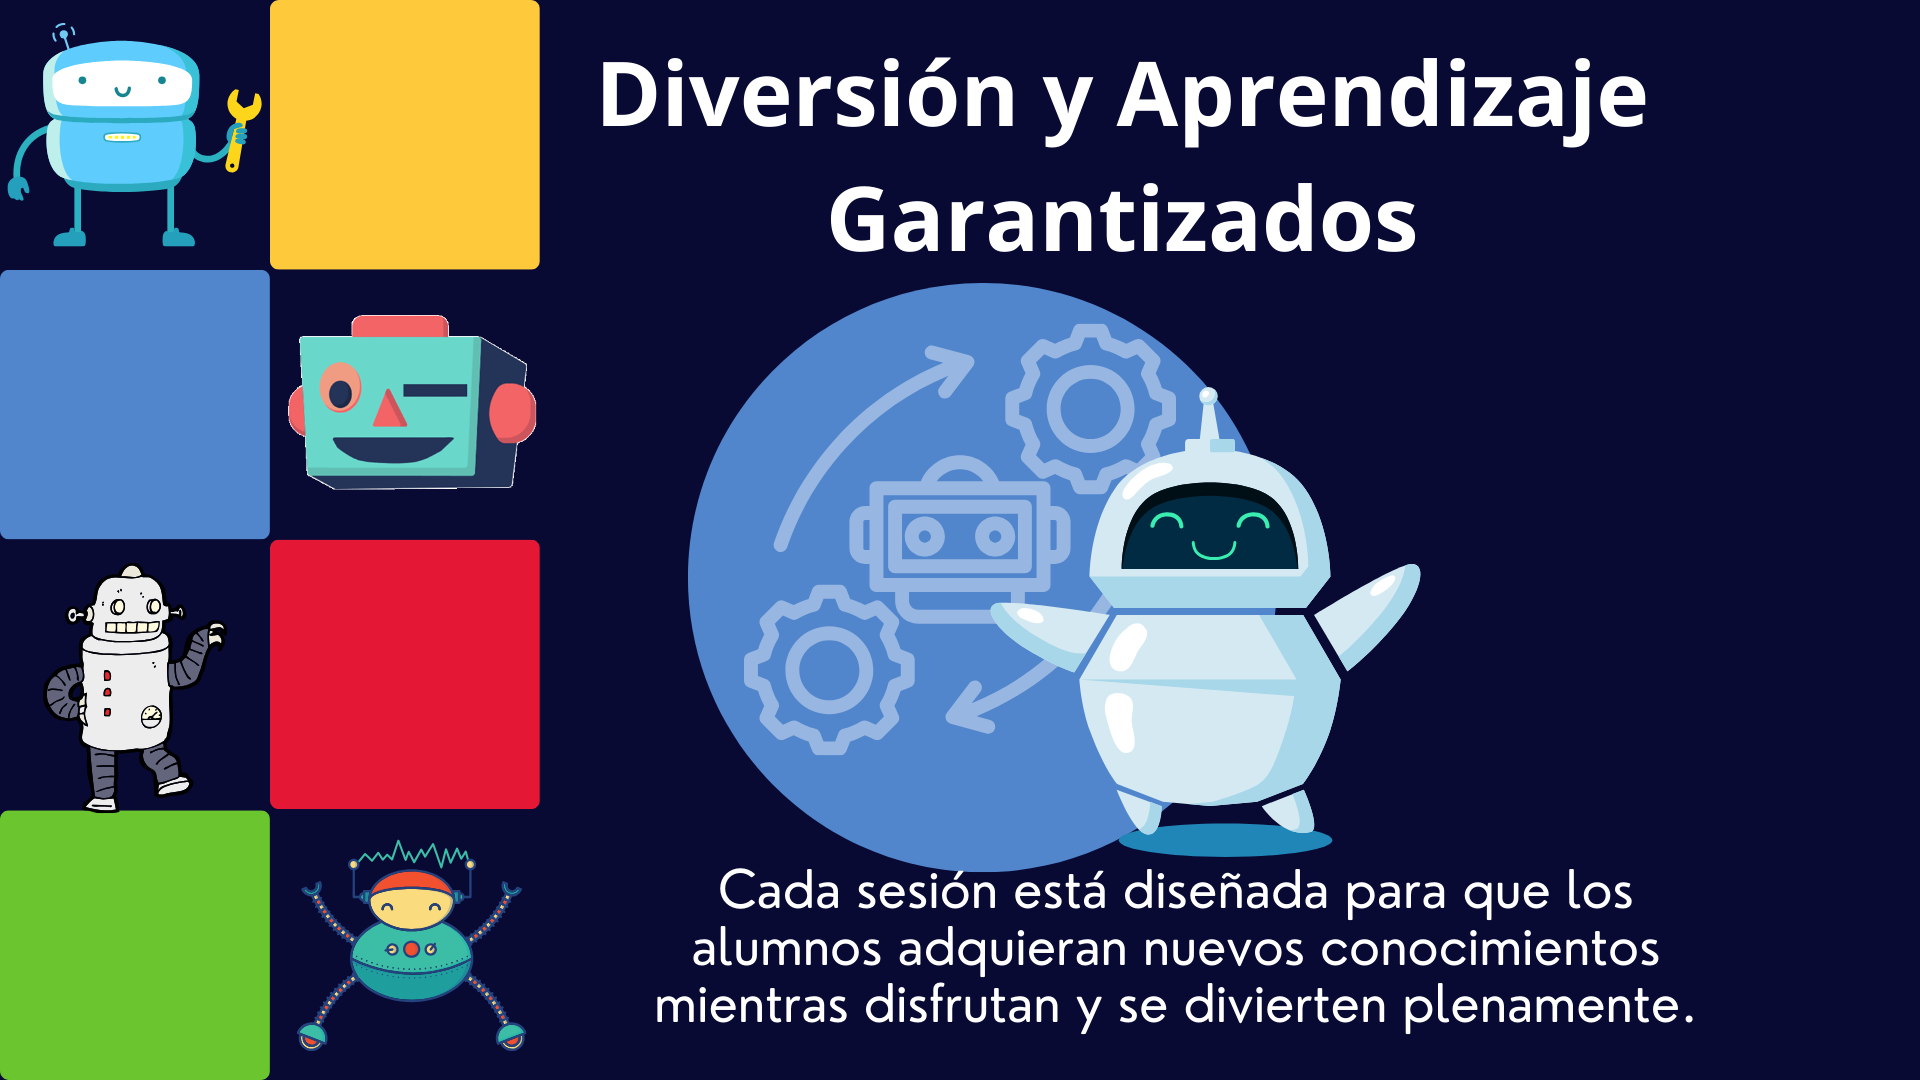 Diversión y Aprendizaje
Garantizados
Cada sesión está diseñada para que los
alumnos adquieran nuevos conocimientos
mientras disfrutan y se divierten plenamente.